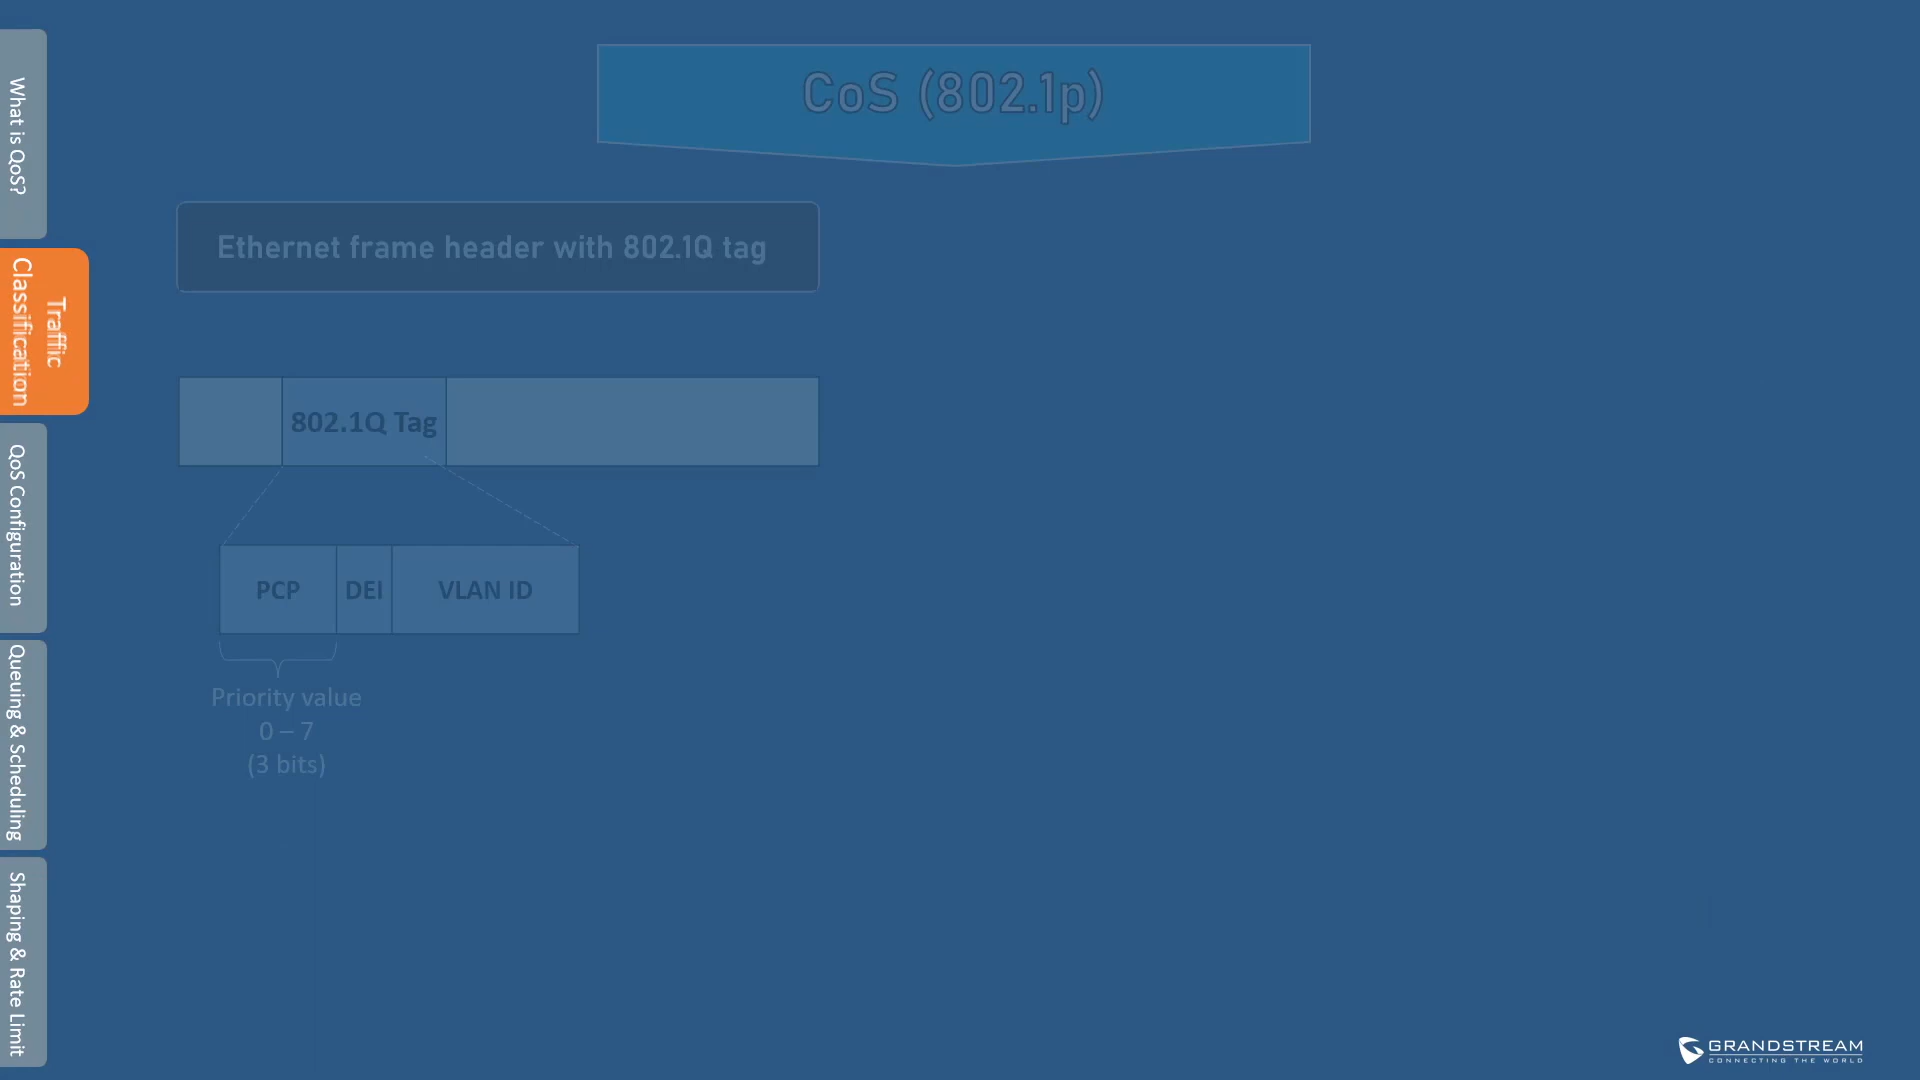 What is QoS?
Traffic
Classification
QoS Configuration
Queuing & Scheduling
Shaping & Rate Limit
CoS (802.1p)
Ethernet frame header with 802.1Q tag
802.1Q Tag
PCP
DEI
VLAN ID
Priority value
0 – 7
(3 bits)
GRANDSTREAM
CONNECTING THE WORLD